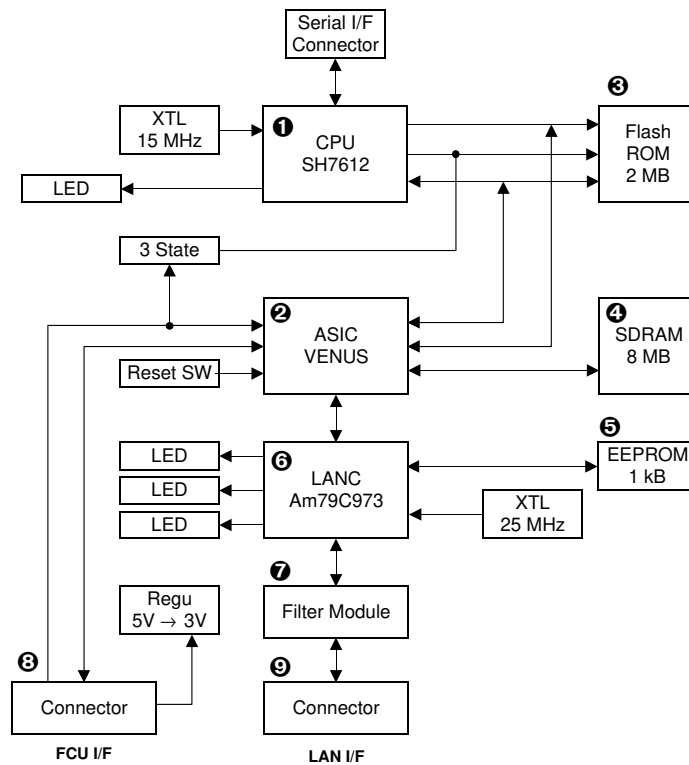 Serial I/F
Connector
XTL
15 MHz
❶
CPU
SH7612
❸
Flash
ROM
2 MB
LED
3 State
❷
ASIC
VENUS
❹
SDRAM
8 MB
Reset SW
❺
EEPROM
1 kB
LED
LED
LED
❻
LANC
Am79C973
XTL
25 MHz
❼
Filter Module
Regu
5V → 3V
❽
Connector
FCU I/F
❾
Connector
LAN I/F